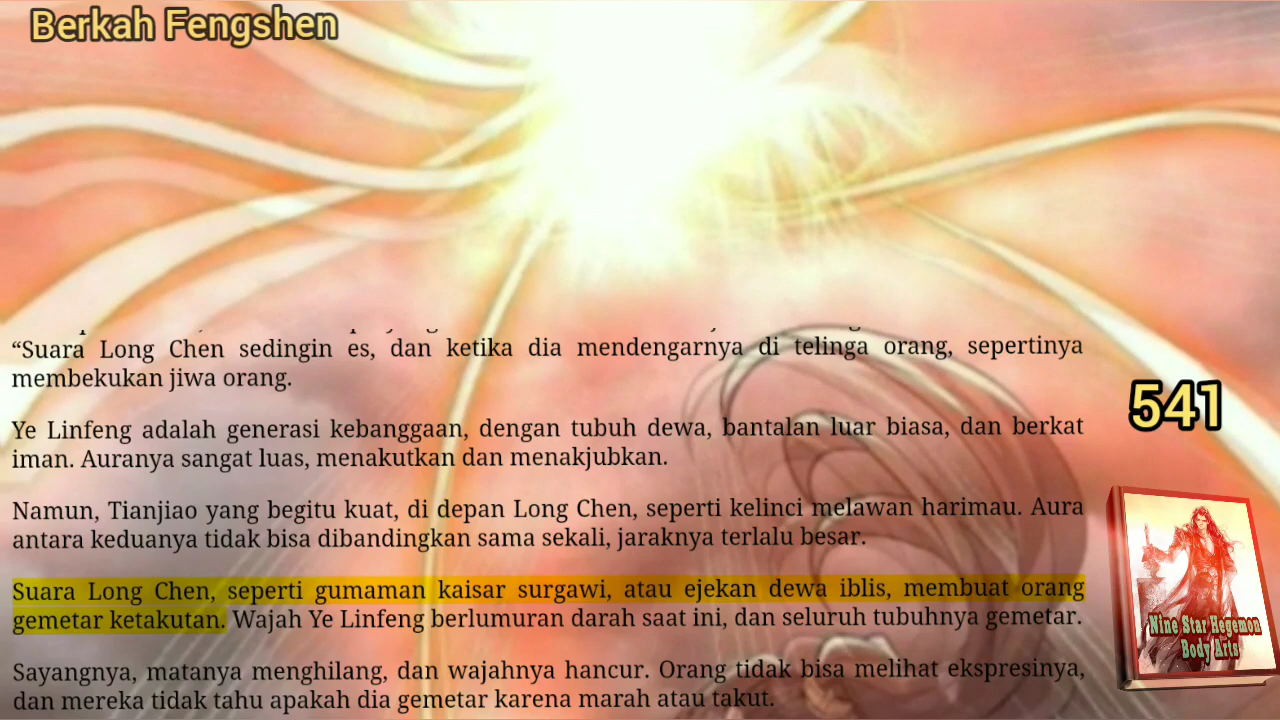 Berkah Fengshen
“Suara Long Chen sedingin es, dan ketika dia mendengarnya di telinga orang, sepertinya
membekukan jiwa orang.
Ye Linfeng adalah generasi kebanggaan, dengan tubuh dewa, bantalan luar biasa, dan berkat
iman. Auranya sangat luas, menakutkan dan menakjubkan.
541
Namun, Tianjiao yang begitu kuat, di depan Long Chen, seperti kelinci melawan harimau. Aura
antara keduanya tidak bisa dibandingkan sama sekali, jaraknya terlalu besar.
Suara Long Chen, seperti gumaman kaisar surgawi, atau ejekan dewa iblis, membuat orang
gemetar ketakutan. Wajah Ye Linfeng berlumuran darah saat ini, dan seluruh tubuhnya gemetar.
Nine Star Hegemon
Body Arts
Sayangnya, matanya menghilang, dan wajahnya hancur. Orang tidak bisa melihat ekspresinya,
dan mereka tidak tahu apakah dia gemetar karena marah atau takut.